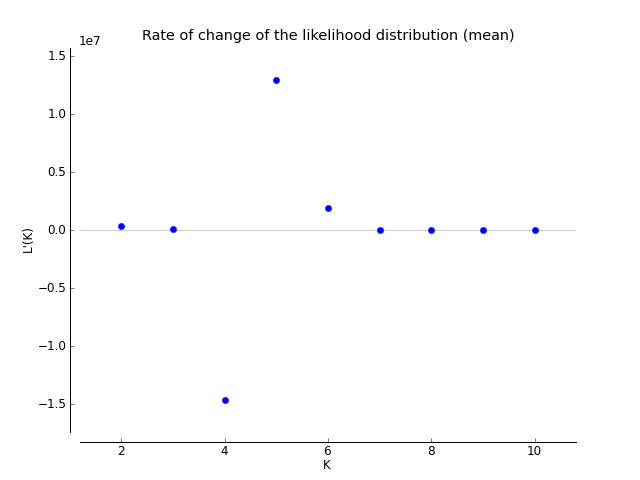 Rate of change of the likelihood distribution (mean)
1e7
1.5
1.0
0.5
0.0
−0.5
−1.0
−1.5
L'(K)
2 4 6 8 10
K